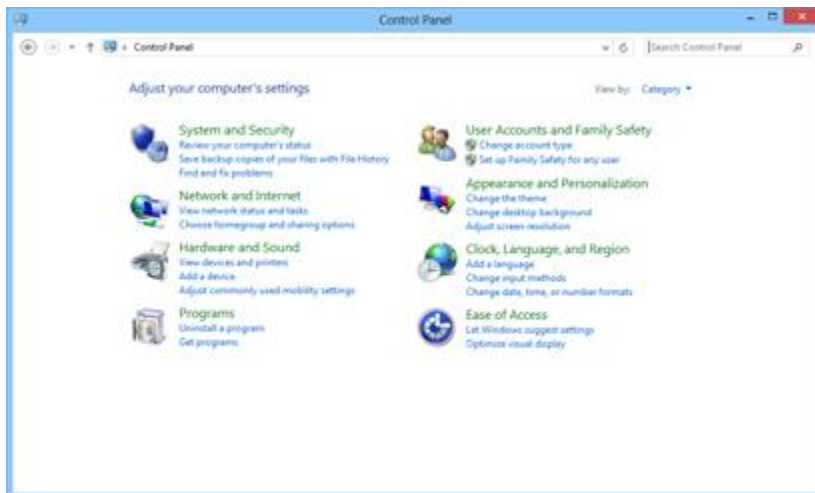 Control Panel
Control Panel
Search Control Panel
Adjust your computer's settings
View by: Category
System and Security
Review your computer's status
Save backup copies of your files with File History
Find and fix problems
Network and Internet
View network status and tasks
Choose homegroup and sharing options
Hardware and Sound
View devices and printers
Add a device
Adjust commonly used mobility settings
Programs
Uninstall a program
Get programs
User Accounts and Family Safety
Change account type
Set up Family Safety for any user
Appearance and Personalization
Change the theme
Change desktop background
Adjust screen resolution
Clock, Language, and Region
Add a language
Change input methods
Change date, time, or number formats
Ease of Access
Let Windows suggest settings
Optimize visual display